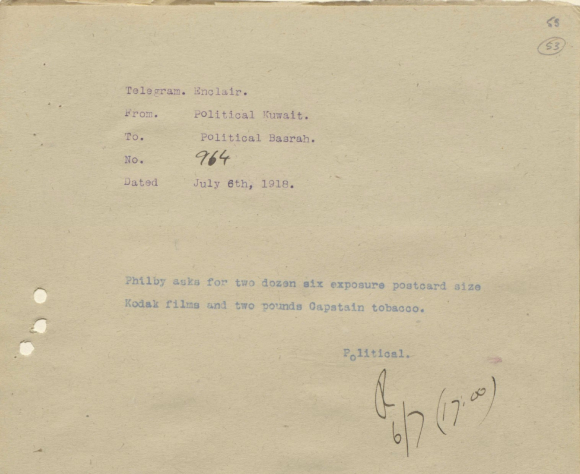 58
53
Telegram. Enclair.
From. Political Kuwait.
To. Political Basrah.
No. 964
Dated July 6th, 1918.
Philby asks for two dozen six exposure postcard size
Kodak films and two pounds Capstain tobacco.
Political.
6/7 (17:00)